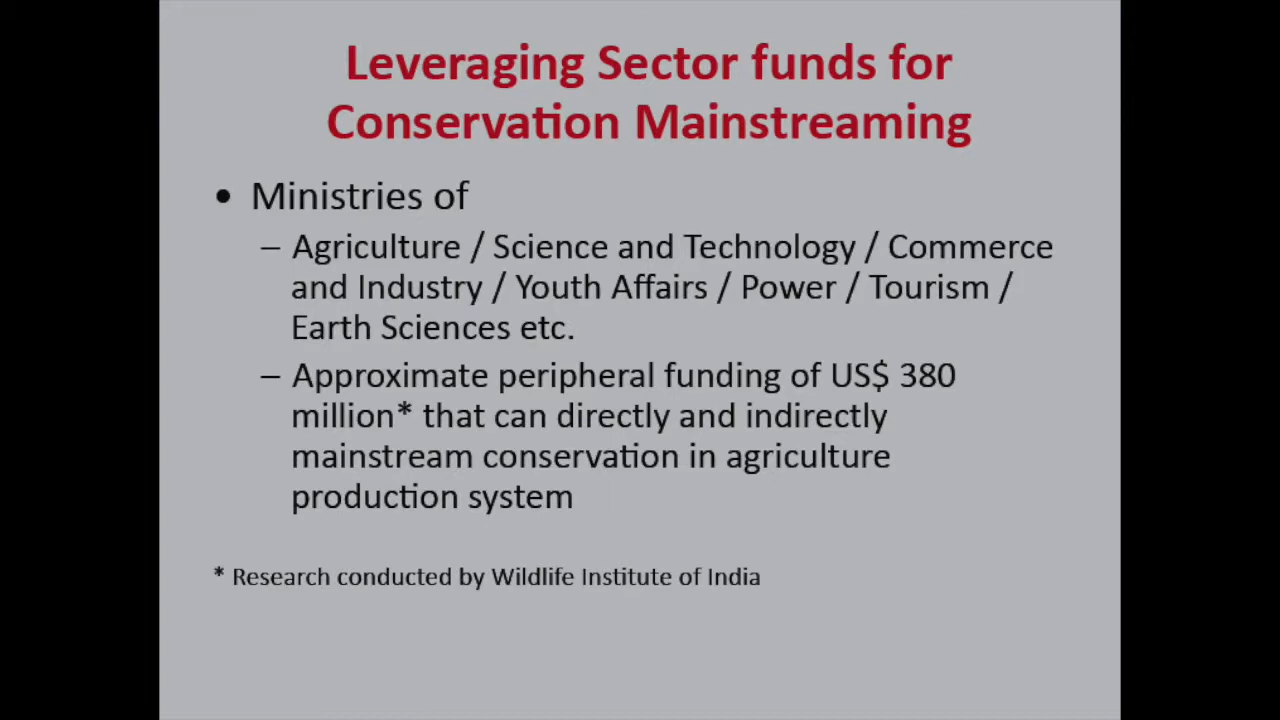 Leveraging Sector funds for
Conservation Mainstreaming
• Ministries of
– Agriculture / Science and Technology / Commerce
and Industry / Youth Affairs / Power / Tourism /
Earth Sciences etc.
– Approximate peripheral funding of US$ 380
million* that can directly and indirectly
mainstream conservation in agriculture
production system
* Research conducted by Wildlife Institute of India